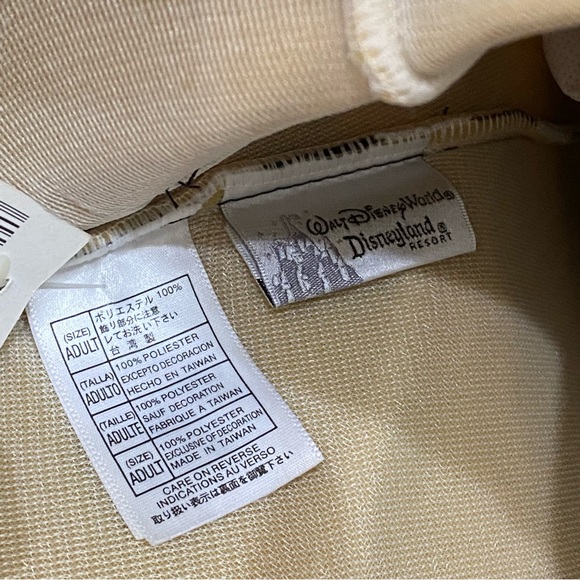 WALT DISNEY World®
Disneyland®
RESORT
(SIZE)
ADULT
ポリエステル 100%
飾り部分に注意
してお洗い下さい
台湾製
(TALLA)
ADULTO
100% POLIESTER
EXCEPTO DECORACION
HECHO EN TAIWAN
(TAILLE)
ADULTE
100% POLYESTER
SAUF DECORATION
FABRIQUE A TAIWAN
(SIZE)
ADULT
100% POLYESTER
EXCLUSIVE OF DECORATION
MADE IN TAIWAN
CARE ON REVERSE
INDICATIONS AU VERSO
取り扱い表示は裏面を御覧下さい